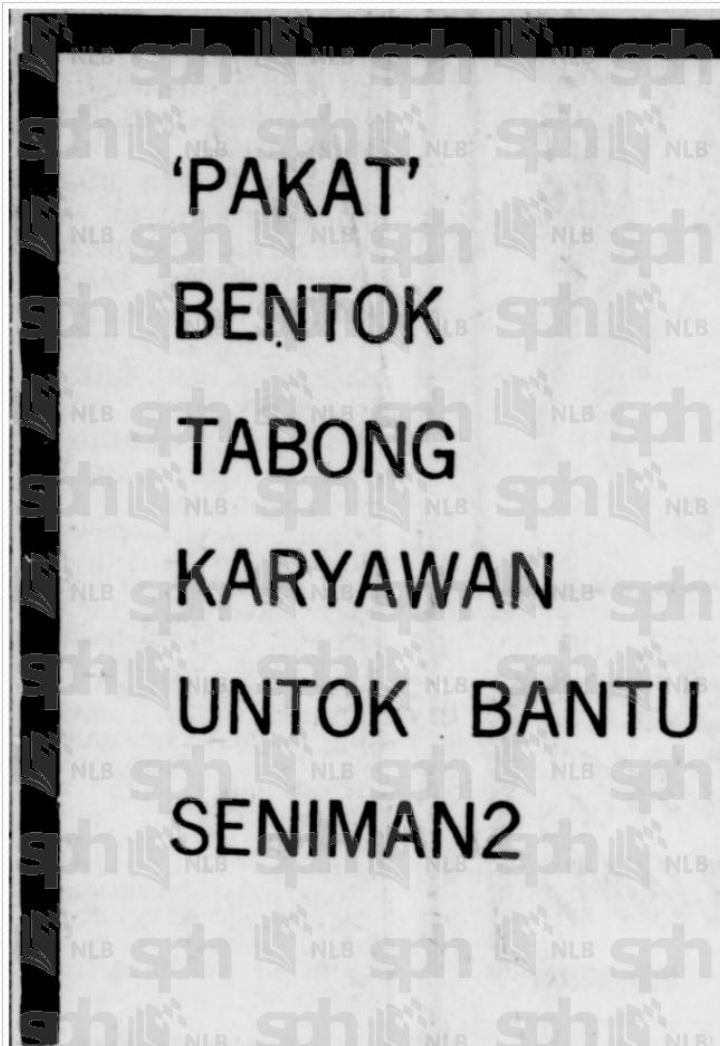 ‘PAKAT’
BENTOK
TABONG
KARYAWAN
UNTOK BANTU
SENIMAN2